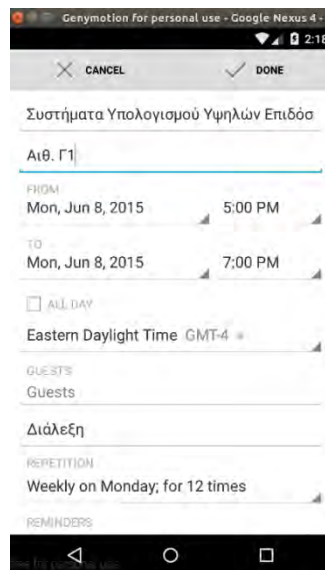 Genymotion for personal use - Google Nexus 4 -
2:18
CANCEL DONE
Συστήματα Υπολογισμού Υψηλών Επιδόσ
Αιθ. Γ1
FROM
Mon, Jun 8, 2015 5:00 PM
TO
Mon, Jun 8, 2015 7:00 PM
ALL DAY
Eastern Daylight Time GMT-4
GUESTS
Guests
Διάλεξη
REPETITION
Weekly on Monday; for 12 times
REMINDERS